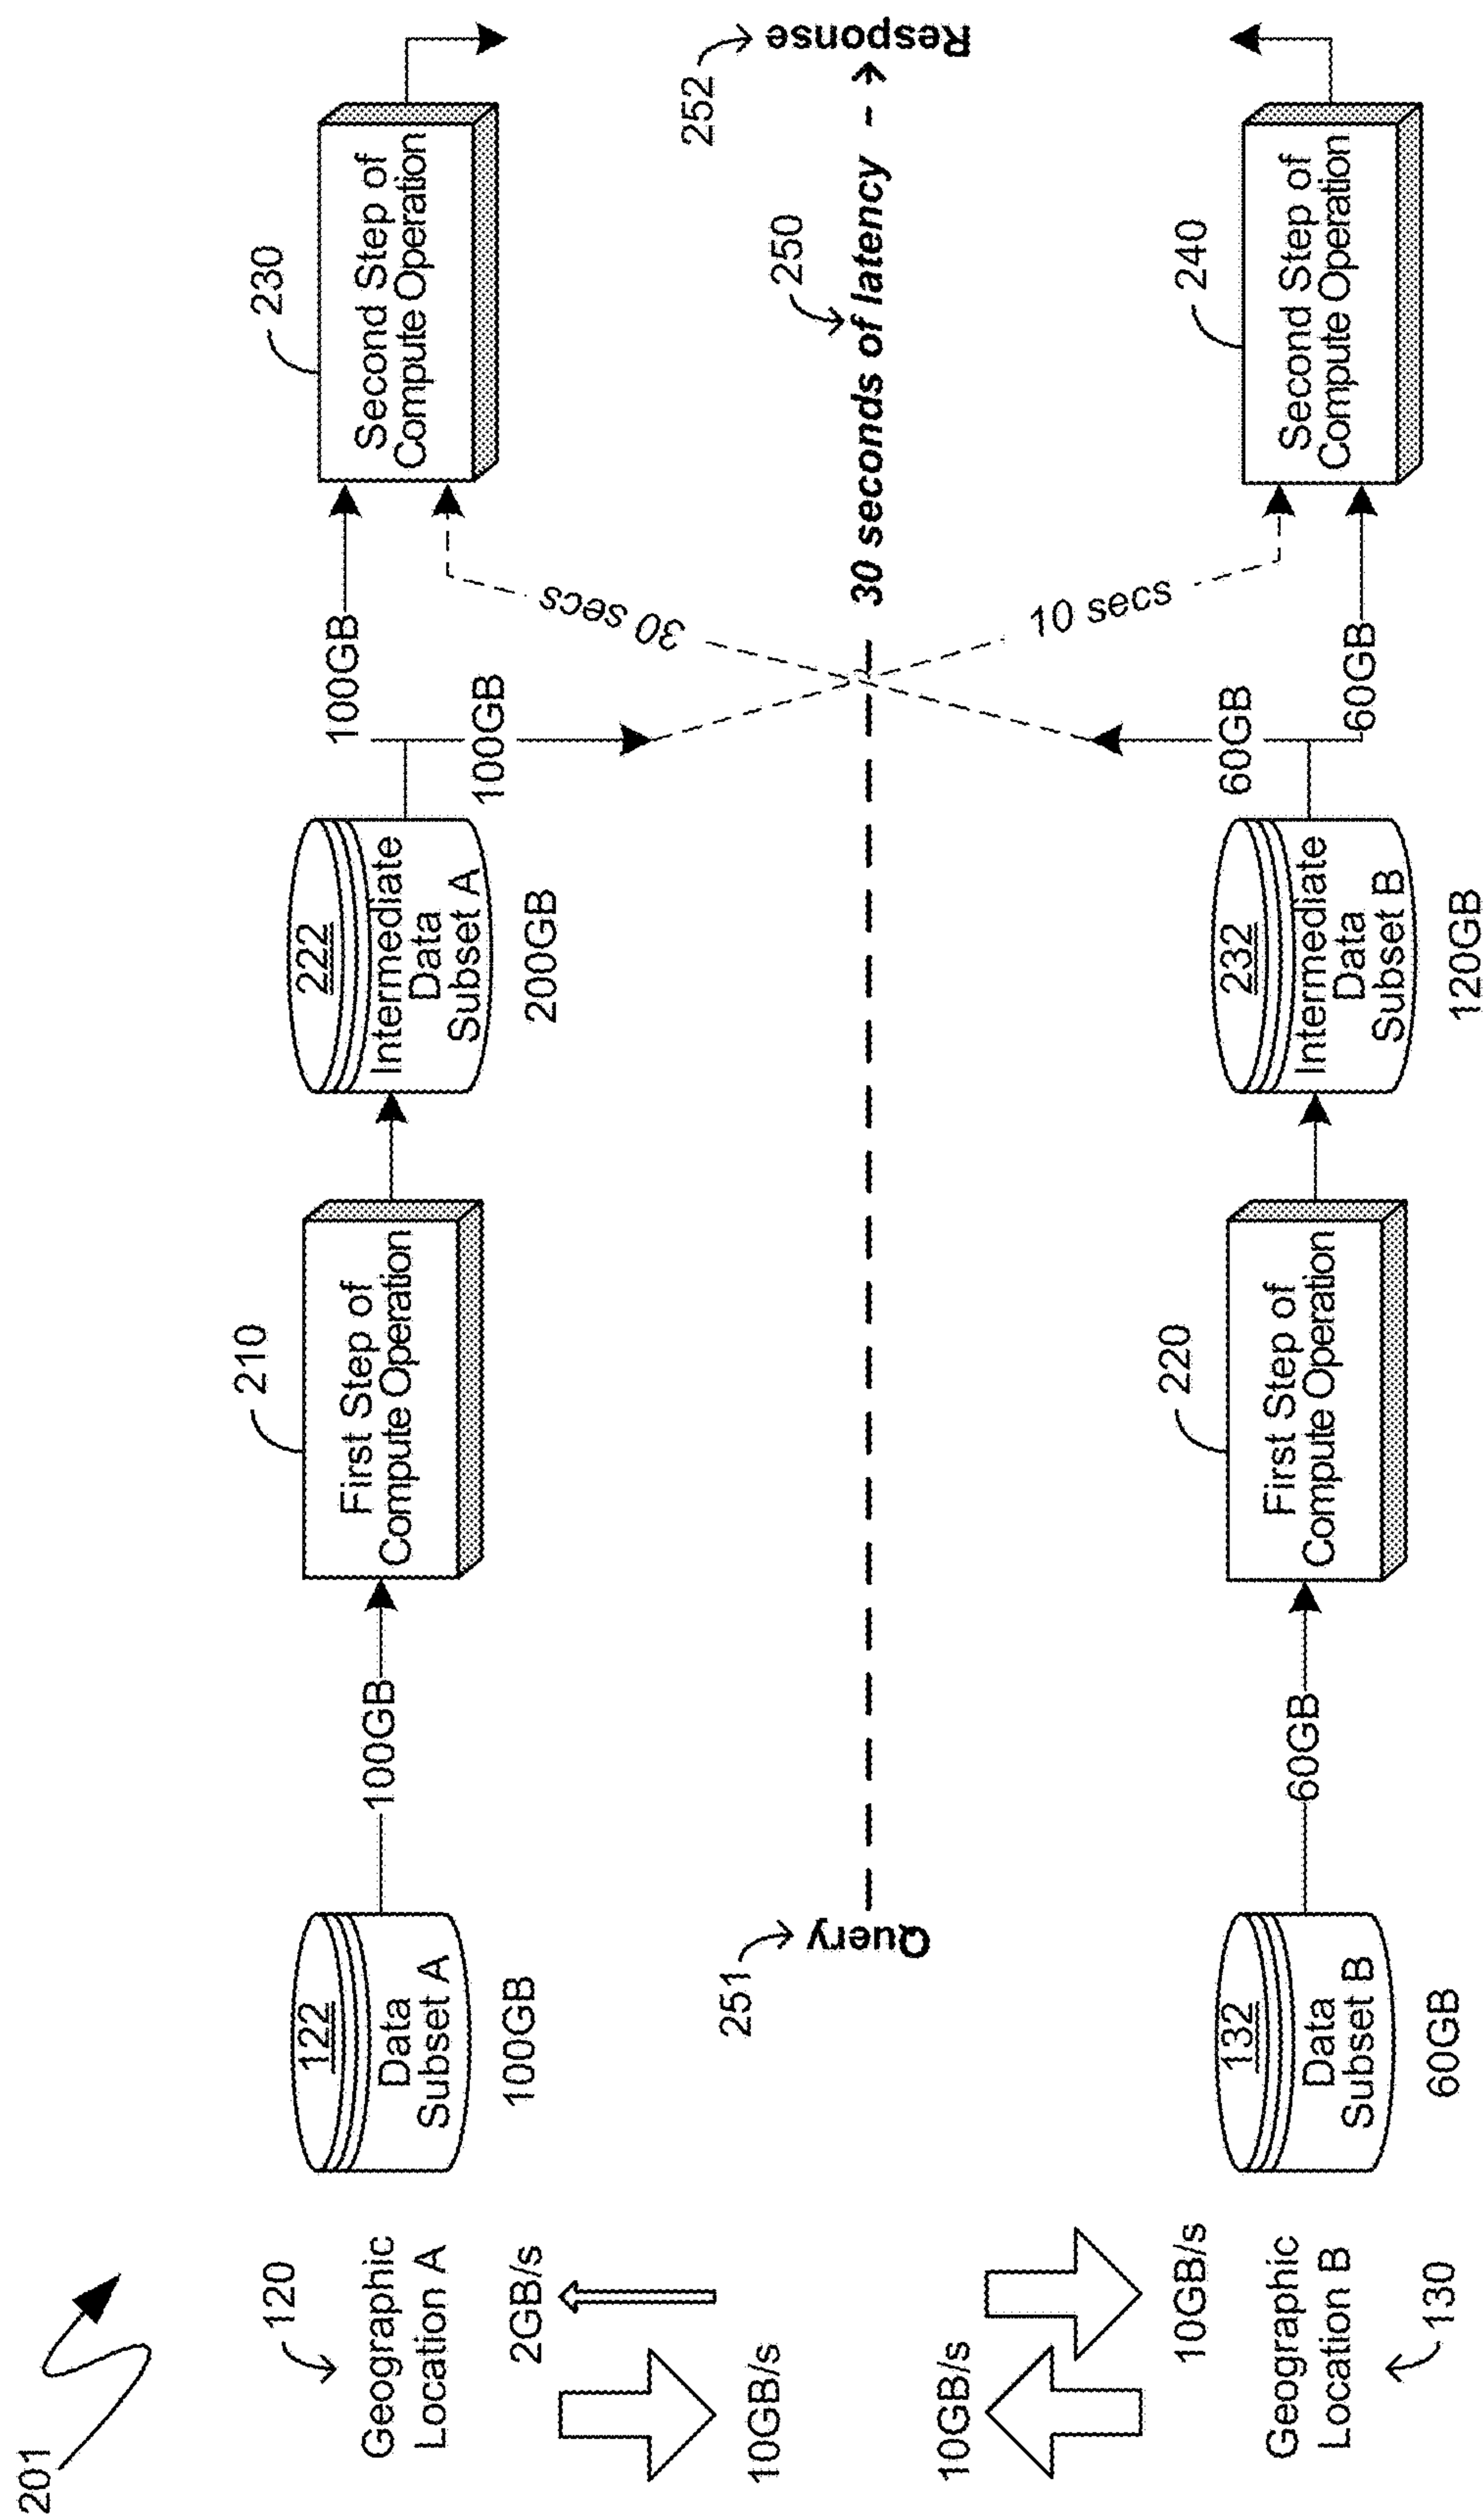 201
120
Geographic
Location A
2GB/s
10GB/s
122
Data
Subset A
100GB
100GB
210
First Step of
Compute Operation
222
Intermediate
Data
Subset A
200GB
100GB
100GB
230
Second Step of
Compute Operation
251
Query
30 secs
10 secs
250
30 seconds of latency
252
Response
10GB/s
10GB/s
Geographic
Location B
130
132
Data
Subset B
60GB
60GB
220
First Step of
Compute Operation
232
Intermediate
Data
Subset B
120GB
60GB
60GB
240
Second Step of
Compute Operation